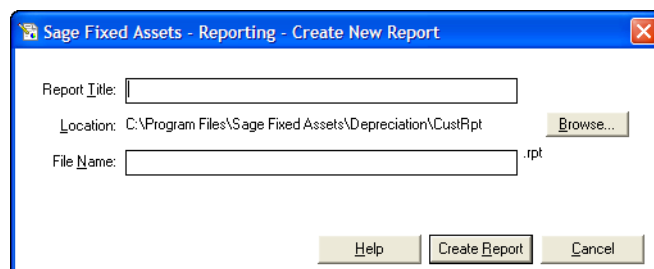 Sage Fixed Assets - Reporting - Create New Report
Report Title:
Location: C:\Program Files\Sage Fixed Assets\Depreciation\CustRpt Browse...
File Name: .rpt
Help Create Report Cancel